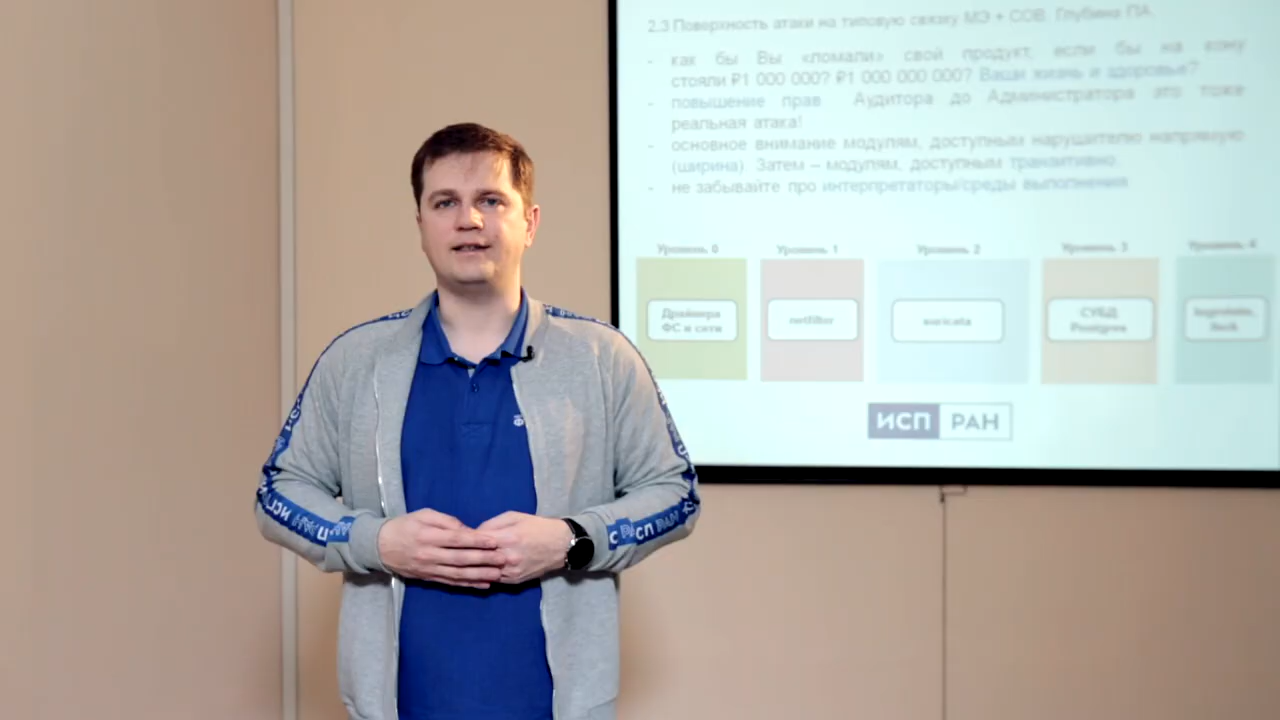 2.3 Поверхность атаки на типовую связку МЭ + СОВ. Глубина ПА.
- как бы Вы «ломали» свой продукт, если бы на кону
стояли ₽1 000 000? ₽1 000 000 000? Ваши жизнь и здоровье?
- повышение прав Аудитора до Администратора это тоже
реальная атака!
- основное внимание модулям, доступным нарушителю напрямую
(ширина). Затем – модулям, доступным транзитивно.
- не забывайте про интерпретаторы/среды выполнения
Уровень 0 Уровень 1 Уровень 2 Уровень 3 Уровень 4
Драйвера
ФС и сети
netfilter
suricata
СУБД
Postgres
ИСП РАН